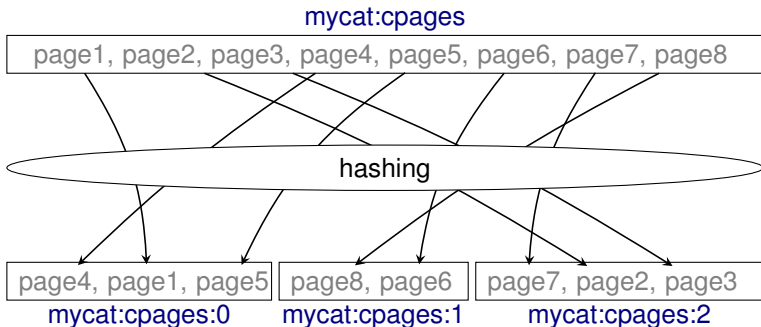 mycat:cpages
page1, page2, page3, page4, page5, page6, page7, page8
hashing
page4, page1, page5
page8, page6
page7, page2, page3
mycat:cpages:0
mycat:cpages:1
mycat:cpages:2